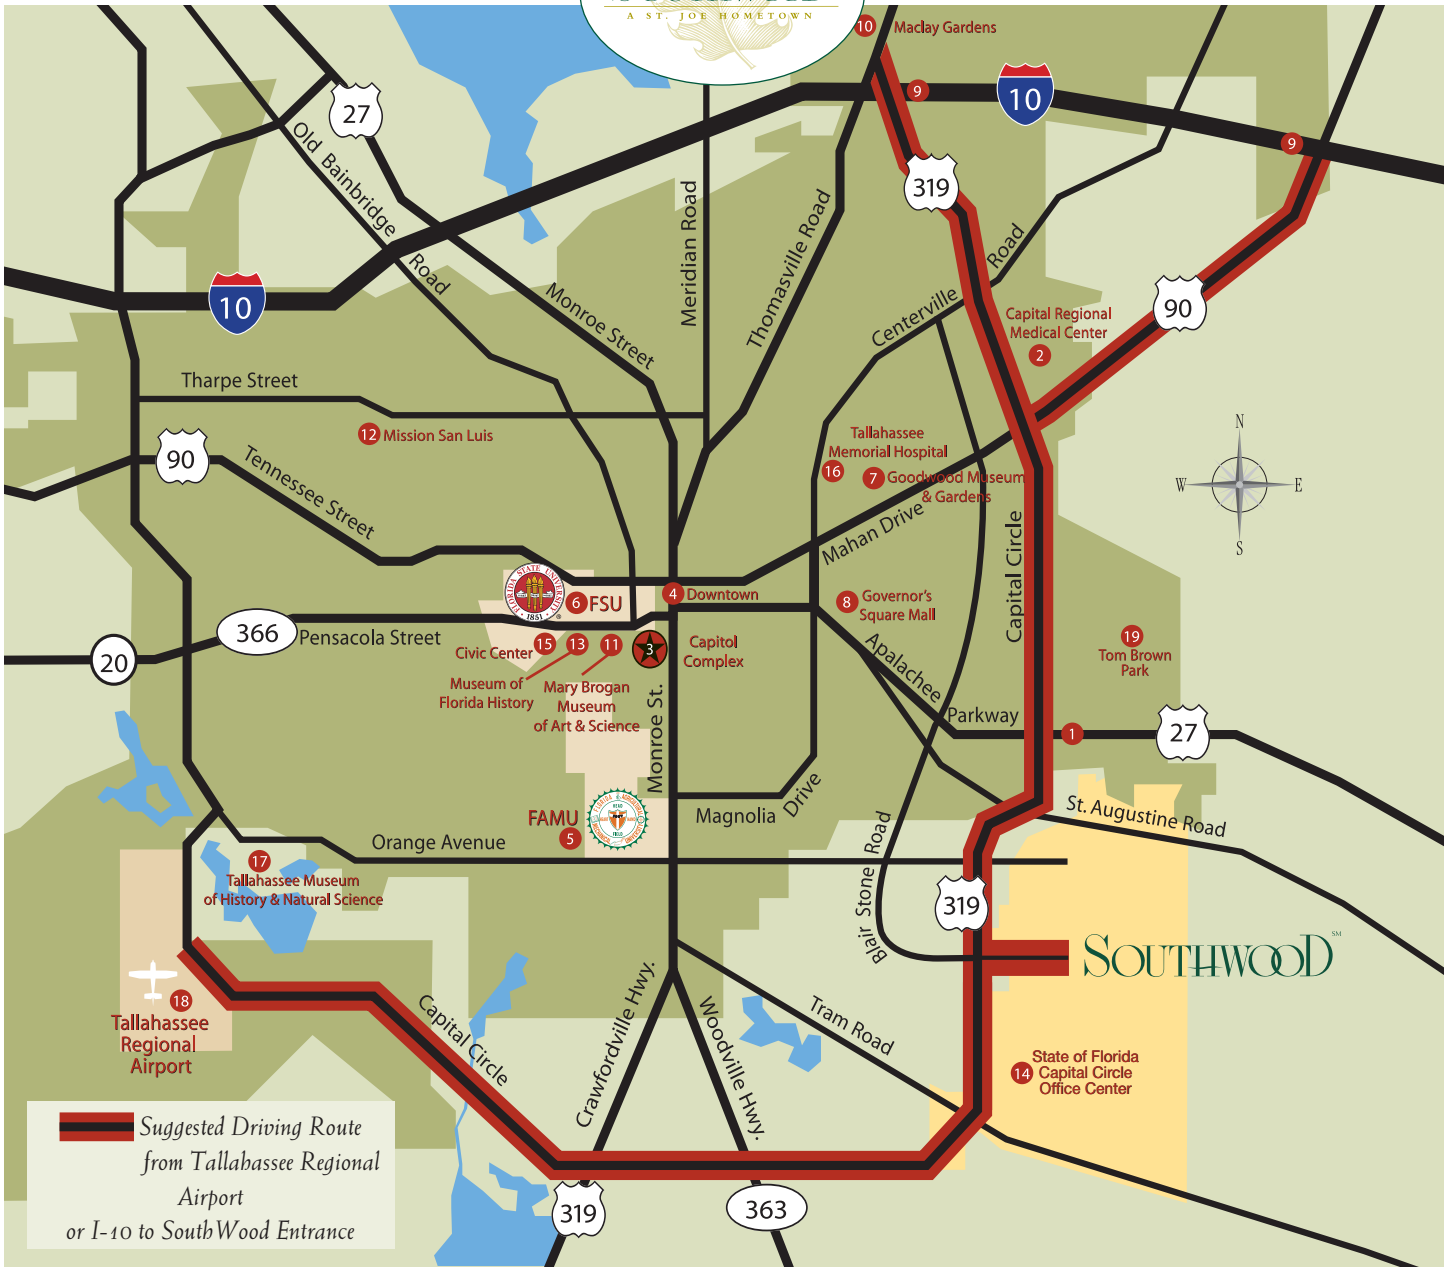 A ST. JOE HOMETOWN
10 Maclay Gardens
9
10
27
9
319
Old Bainbridge Road
Meridian Road
Thomasville Road
Centerville Road
10
Monroe Street
90
Capital Regional
Medical Center
2
Tharpe Street
12 Mission San Luis
90
Tennessee Street
Tallahassee
Memorial Hospital
16
7 Goodwood Museum
& Gardens
Mahan Drive
Capital Circle
N
W E
S
FLORIDA STATE UNIVERSITY
1851
6 FSU
4 Downtown
8 Governor's
Square Mall
366
Pensacola Street
20
Civic Center 15
13
11
3
Capitol
Complex
Museum of
Florida History
Mary Brogan
Museum
of Art & Science
Monroe St.
Apalachee
Parkway
19
Tom Brown
Park
1
27
FAMU
5
Magnolia Drive
St. Augustine Road
Orange Avenue
Blair Stone Road
17
Tallahassee Museum
of History & Natural Science
319
SOUTHWOOD SM
18
Tallahassee
Regional
Airport
Capital Circle
Crawfordville Hwy.
Woodville Hwy.
Tram Road
14
State of Florida
Capital Circle
Office Center
Suggested Driving Route
from Tallahassee Regional
Airport
or I-10 to SouthWood Entrance
319
363